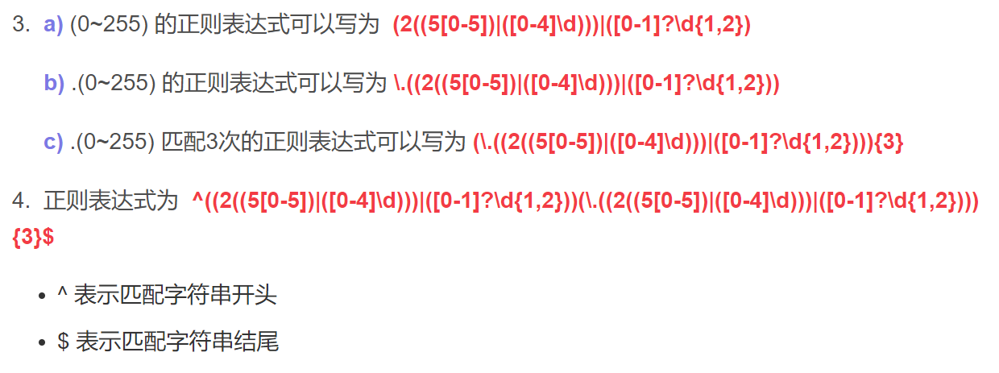 3. a) (0~255) 的正则表达式可以写为 (2((5[0-5])|([0-4]\d)))|([0-1]?\d{1,2})
b) .(0~255) 的正则表达式可以写为 \.((2((5[0-5])|([0-4]\d)))|([0-1]?\d{1,2}))
c) .(0~255) 匹配3次的正则表达式可以写为 (\.((2((5[0-5])|([0-4]\d)))|([0-1]?\d{1,2}))){3}
4. 正则表达式为 ^((2((5[0-5])|([0-4]\d)))|([0-1]?\d{1,2}))(\.((2((5[0-5])|([0-4]\d)))|([0-1]?\d{1,2})))
{3}$
• ^ 表示匹配字符串开头
• $ 表示匹配字符串结尾